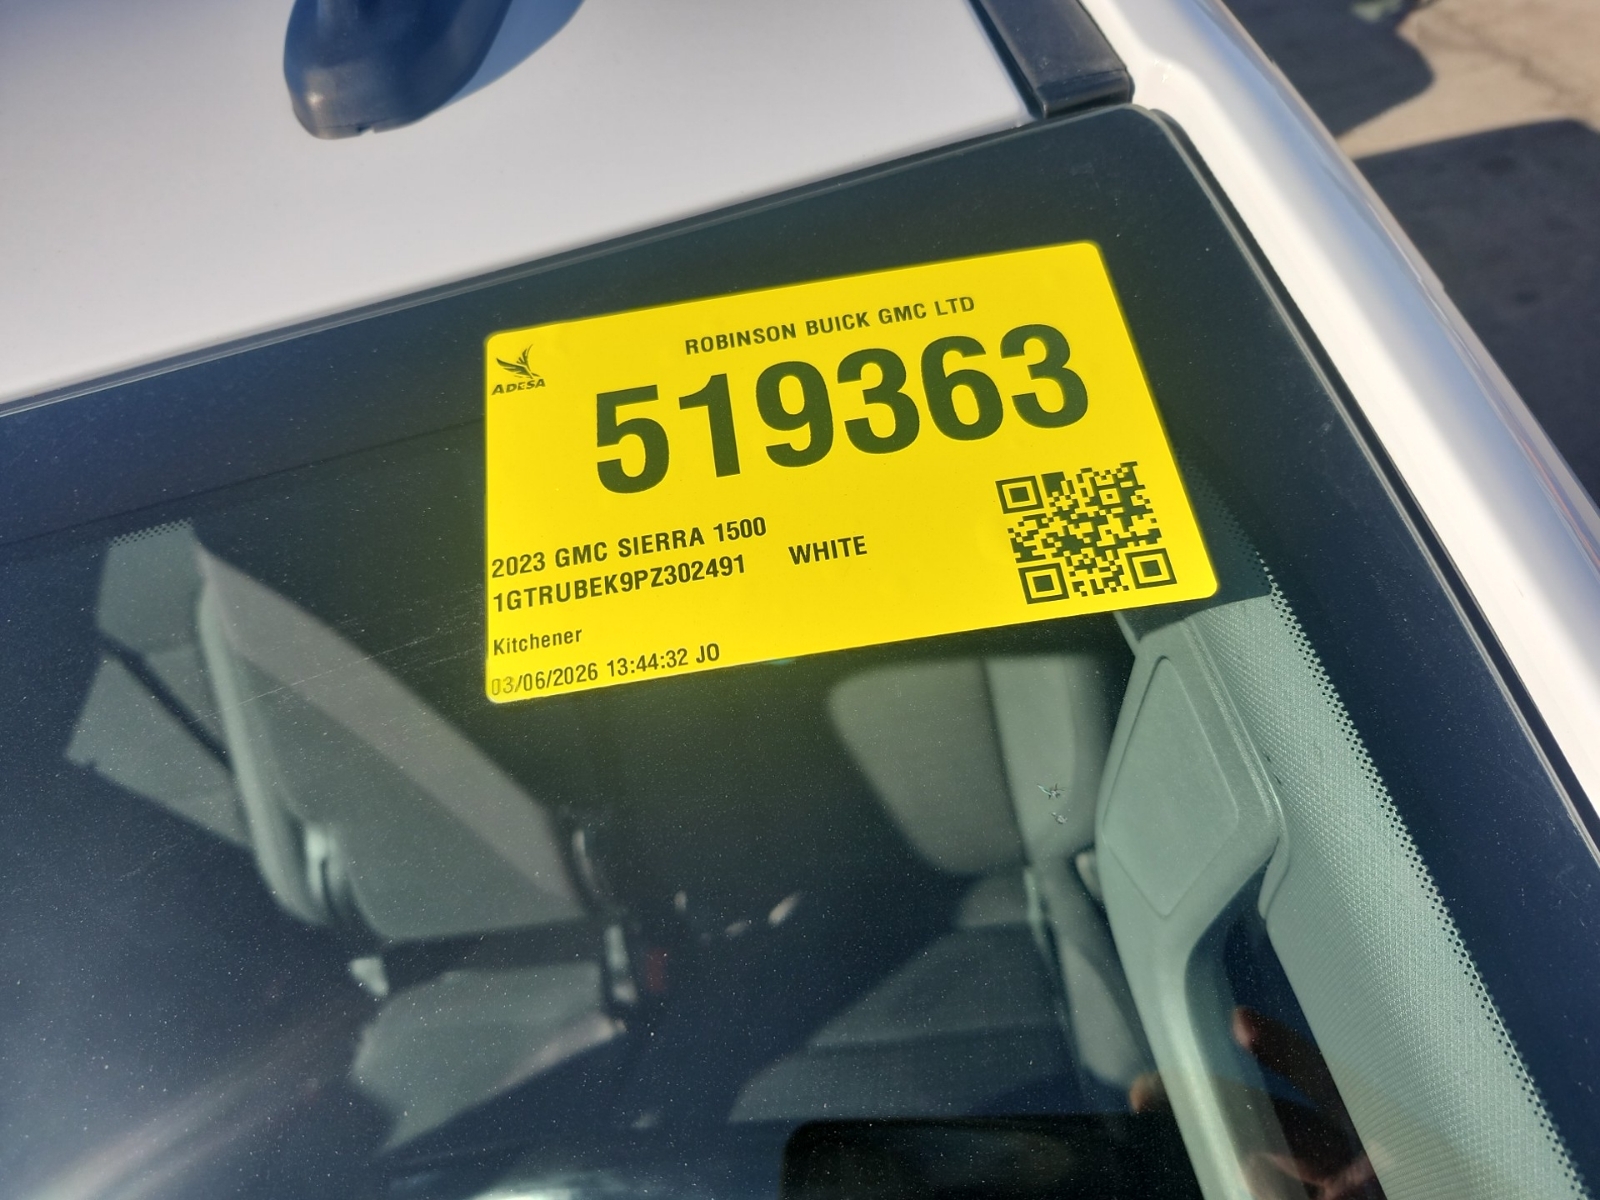 ROBINSON BUICK GMC LTD
ADESA
519363
2023 GMC SIERRA 1500
1GTRUBEK9PZ302491 WHITE
Kitchener
03/06/2026 13:44:32 JO